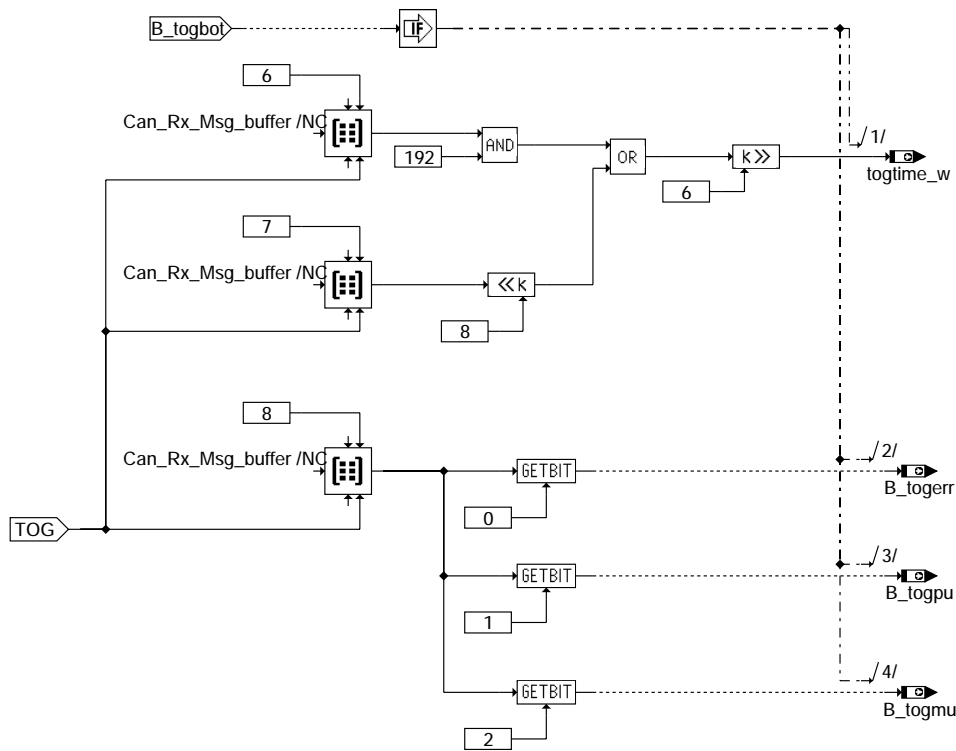 B_togbot
IF
6
Can_Rx_Msg_buffer /NC
192
AND
OR
k>>
6
/1/
togtime_w
7
Can_Rx_Msg_buffer /NC
<<k
8
8
Can_Rx_Msg_buffer /NC
GETBIT
0
/2/
B_togerr
TOG
GETBIT
1
/3/
B_togpu
GETBIT
2
/4/
B_togmu